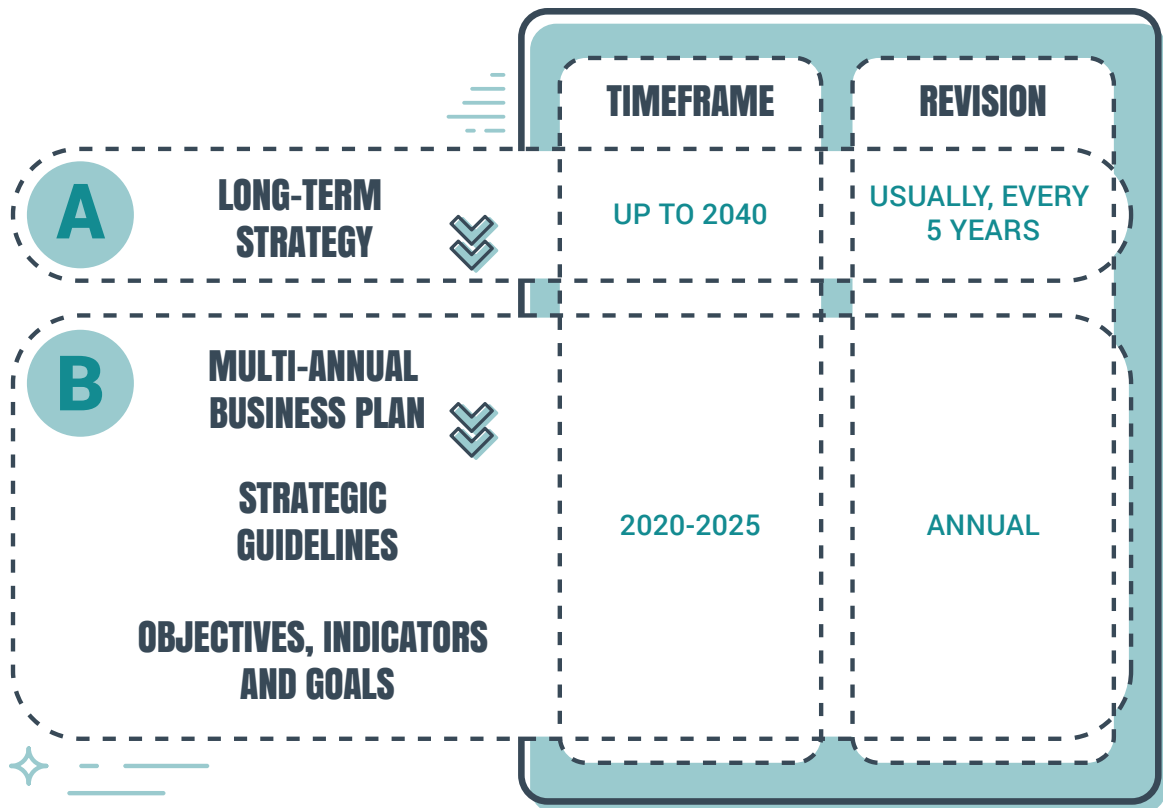 TIMEFRAME
REVISION
A
LONG-TERM
STRATEGY
UP TO 2040
USUALLY, EVERY
5 YEARS
B
MULTI-ANNUAL
BUSINESS PLAN
STRATEGIC
GUIDELINES
OBJECTIVES, INDICATORS
AND GOALS
2020-2025
ANNUAL